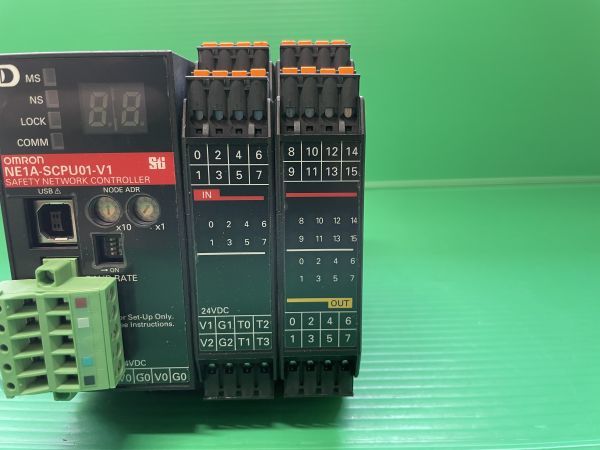 D
MS
NS
LOCK
COMM
OMRON
Sti
NE1A-SCPU01-V1
SAFETY NETWORK CONTROLLER
USB ⚠ NODE ADR
x10 x1
→ ON
RATE
or Set-Up Only.
Instructions.
VDC
V0 G0 V0 G0
0 2 4 6
1 3 5 7
IN
0 2 4 6
1 3 5 7
24VDC
V1 G1 T0 T2
V2 G2 T1 T3
8 10 12 14
9 11 13 15
8 10 12 14
9 11 13 15
0 2 4 6
1 3 5 7
OUT
0 2 4 6
1 3 5 7